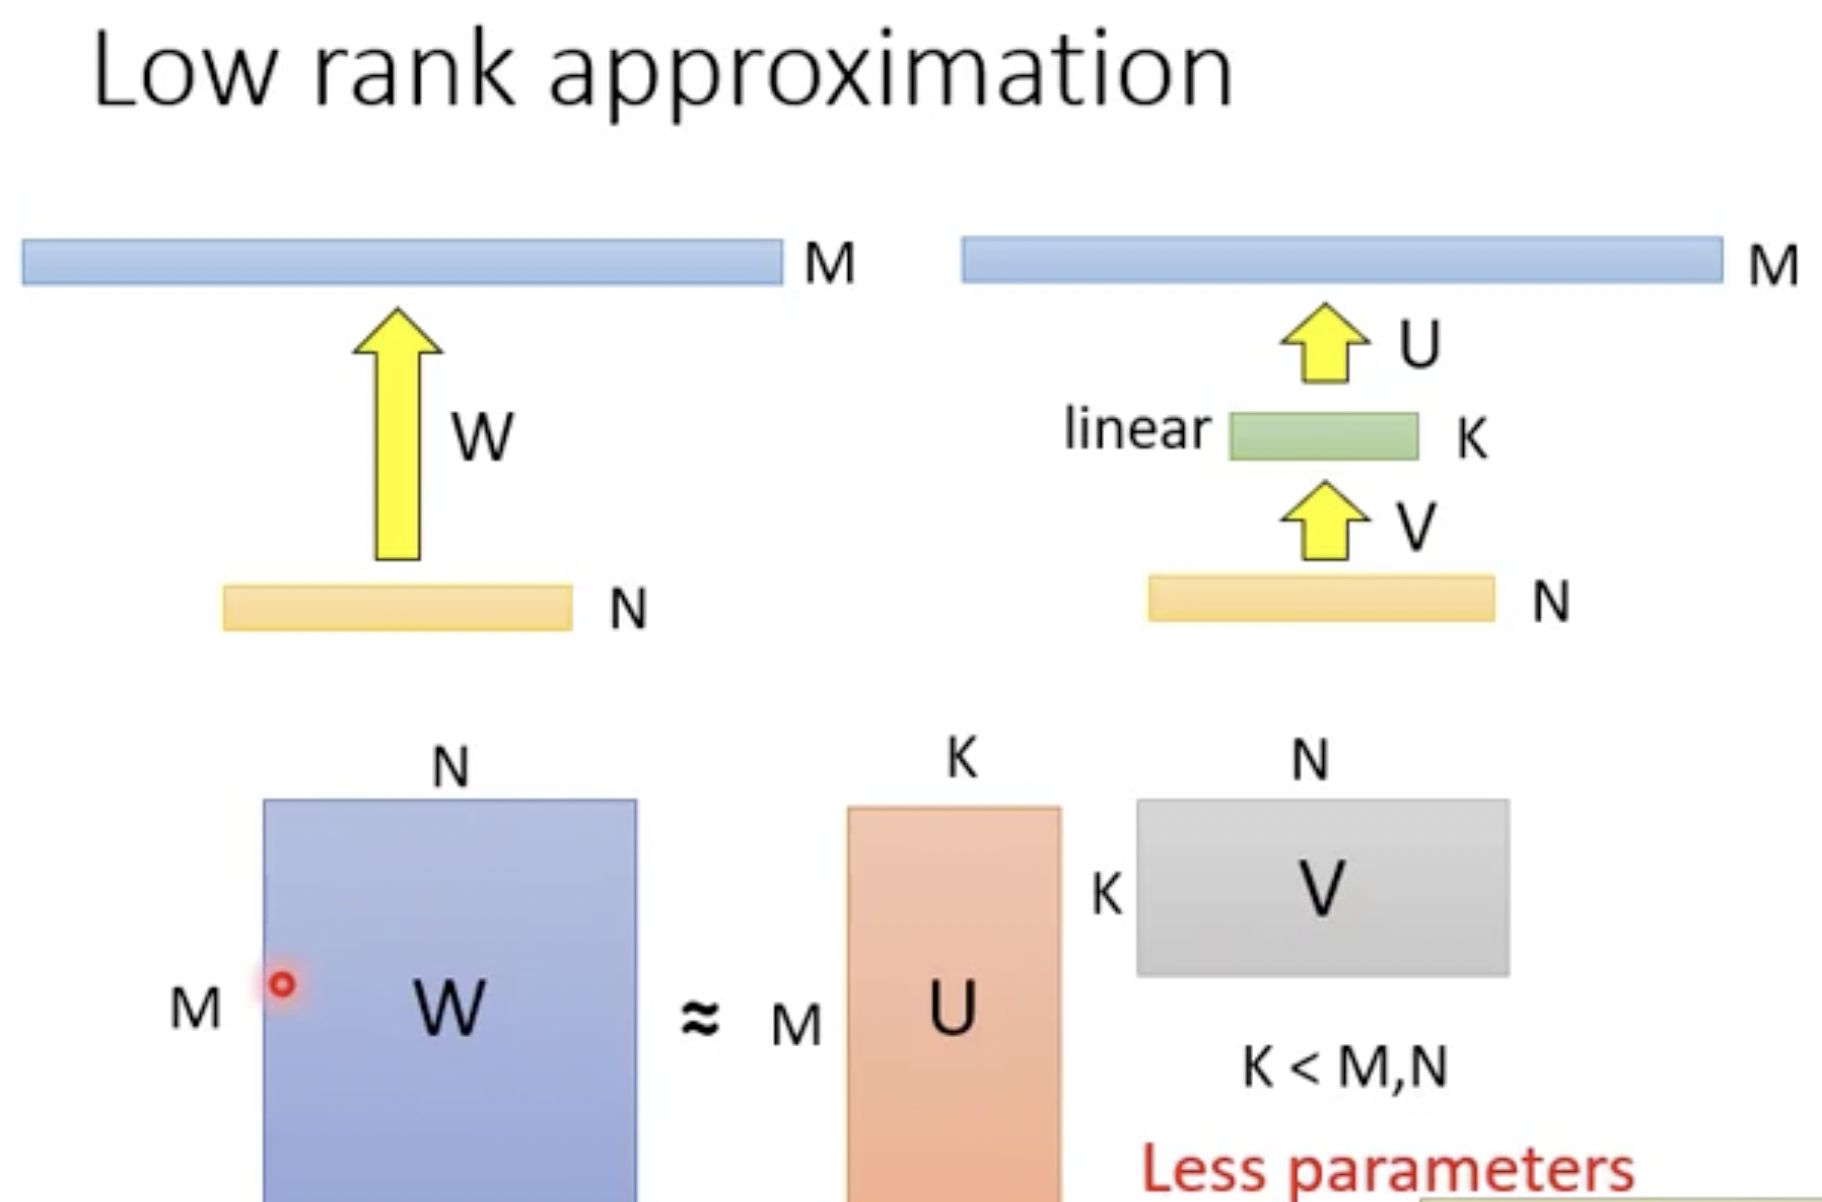 Low rank approximation
M
M
W
U
linear
K
V
N
N
N
K
N
M
W
≈
M
U
K
V
K < M,N
Less parameters